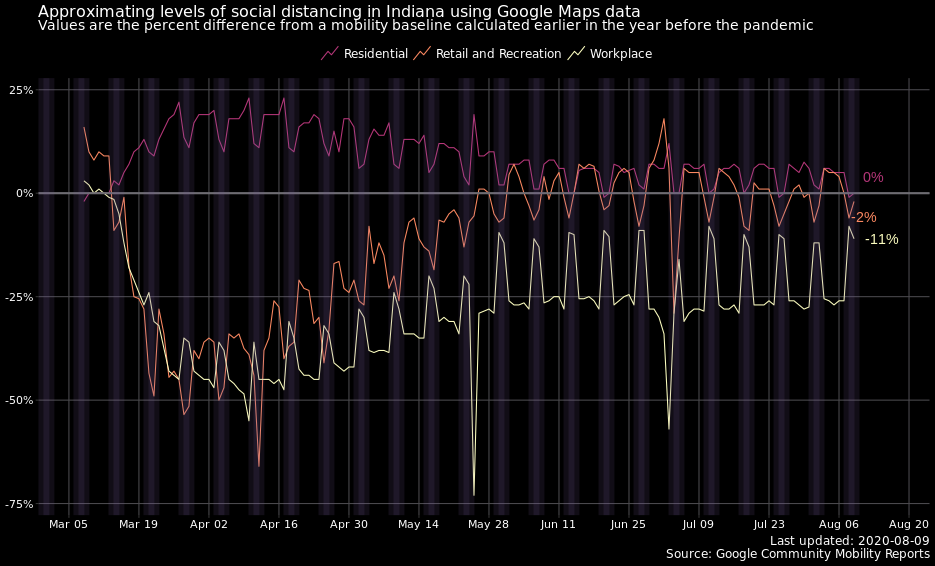 Approximating levels of social distancing in Indiana using Google Maps data
Values are the percent difference from a mobility baseline calculated earlier in the year before the pandemic
Residential Retail and Recreation Workplace
25%
0%
-25%
-50%
-75%
0%
-2%
-11%
Mar 05 Mar 19 Apr 02 Apr 16 Apr 30 May 14 May 28 Jun 11 Jun 25 Jul 09 Jul 23 Aug 06 Aug 20
Last updated: 2020-08-09
Source: Google Community Mobility Reports